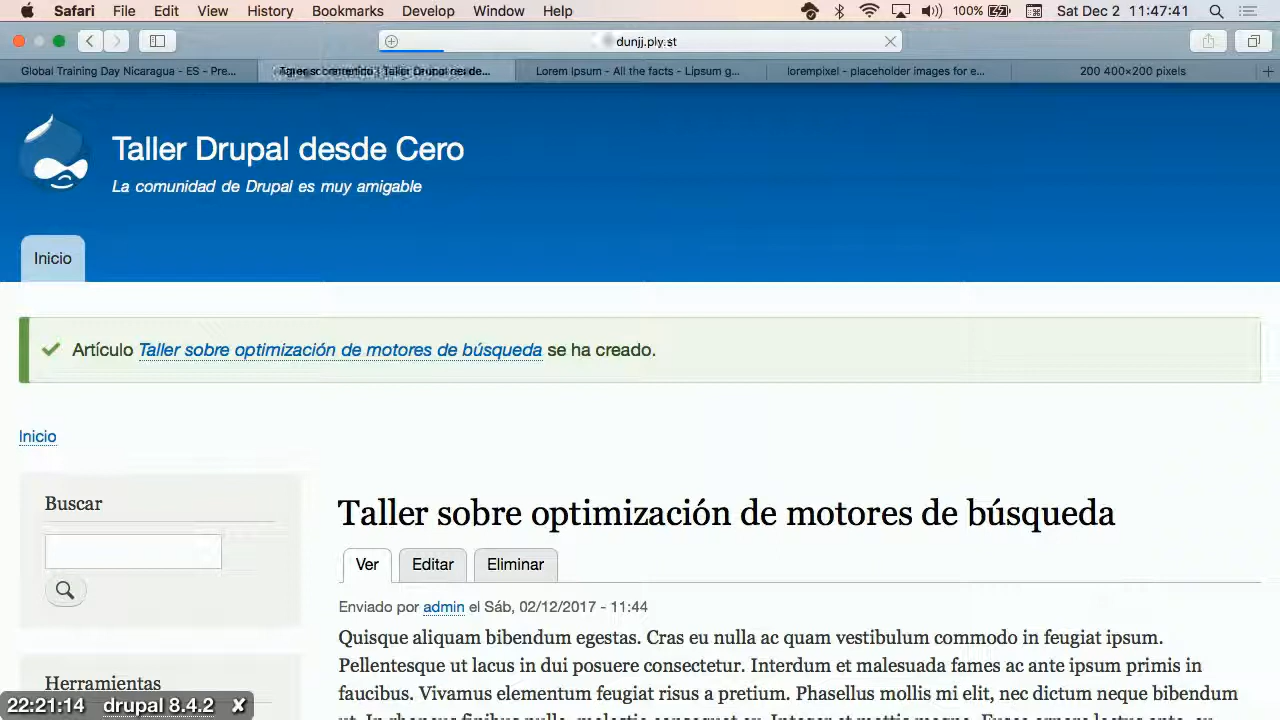 Safari File Edit View History Bookmarks Develop Window Help 100% Sat Dec 2 11:47:41
dunjj.ply.st
Global Training Day Nicaragua - ES - Pre... Lorem Ipsum - All the facts - Lipsum g... lorempixel - placeholder images for e... 200 400×200 pixels
Taller Drupal desde Cero
La comunidad de Drupal es muy amigable
Inicio
Artículo Taller sobre optimización de motores de búsqueda se ha creado.
Inicio
Buscar
Taller sobre optimización de motores de búsqueda
Ver Editar Eliminar
Enviado por admin el Sáb, 02/12/2017 - 11:44
Quisque aliquam bibendum egestas. Cras eu nulla ac quam vestibulum commodo in feugiat ipsum.
Pellentesque ut lacus in dui posuere consectetur. Interdum et malesuada fames ac ante ipsum primis in
Herramientas
faucibus. Vivamus elementum feugiat risus a pretium. Phasellus mollis mi elit, nec dictum neque bibendum
22:21:14 drupal 8.4.2 ✘